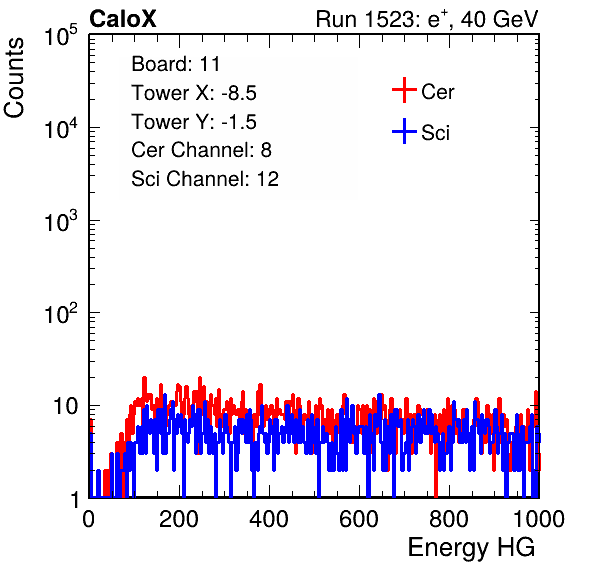 CaloX Run 1523: e⁺, 40 GeV
Counts
10⁵
10⁴
10³
10²
10
1
Board: 11
Tower X: -8.5
Tower Y: -1.5
Cer Channel: 8
Sci Channel: 12
Cer
Sci
0 200 400 600 800 1000
Energy HG